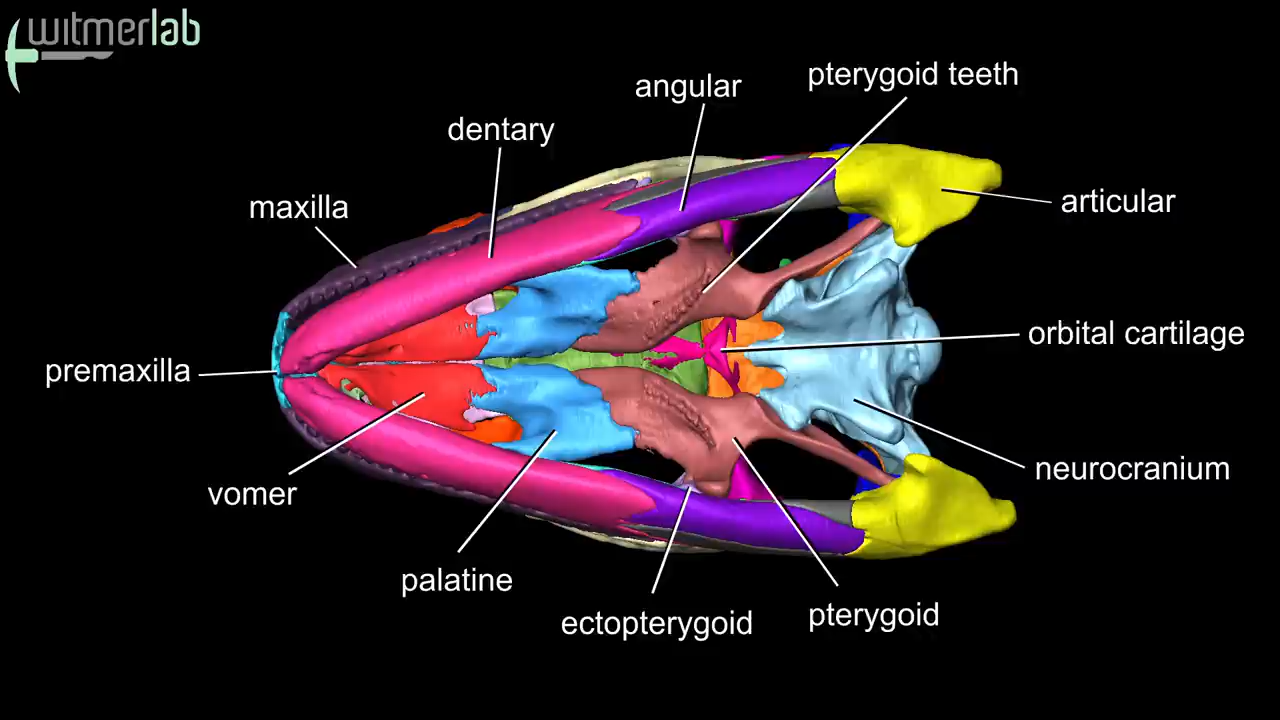 witmerlab
pterygoid teeth
angular
dentary
maxilla
articular
orbital cartilage
premaxilla
neurocranium
vomer
palatine
ectopterygoid
pterygoid